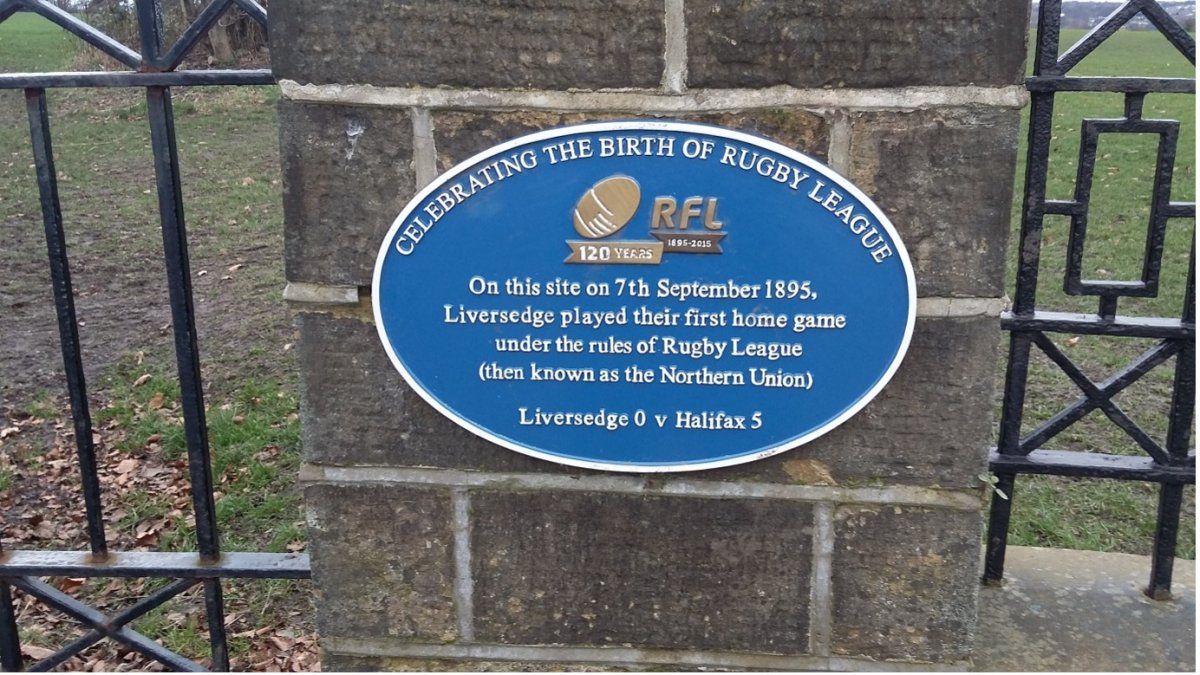 CELEBRATING THE BIRTH OF RUGBY LEAGUE
RFL
120 YEARS
1895-2015
On this site on 7th September 1895,
Liversedge played their first home game
under the rules of Rugby League
(then known as the Northern Union)
Liversedge 0 v Halifax 5